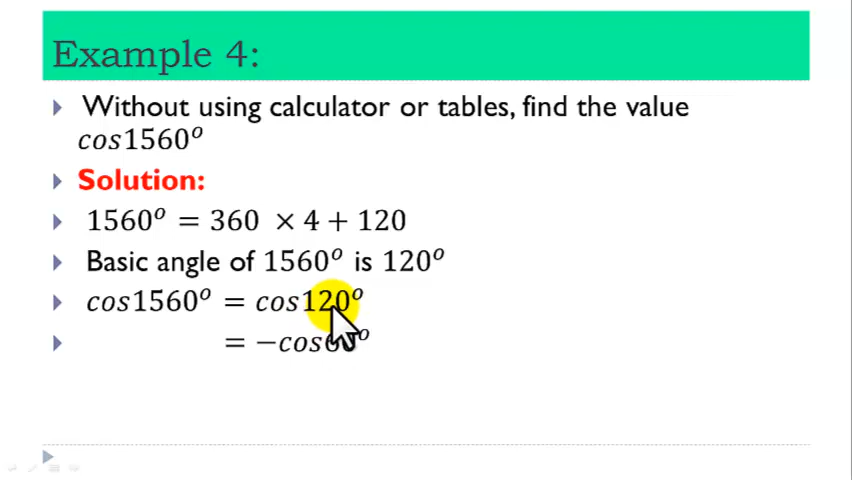 Example 4:
Without using calculator or tables, find the value
cos1560°
Solution:
1560° = 360 × 4 + 120
Basic angle of 1560° is 120°
cos1560° = cos120°
= −cos60°